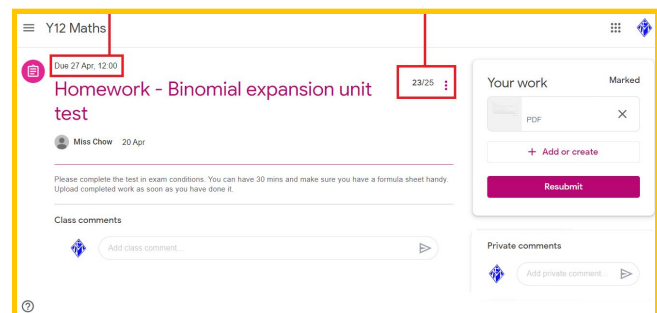 Y12 Maths
Due 27 Apr, 12:00
Homework - Binomial expansion unit
test
23/25
Miss Chow 20 Apr
Please complete the test in exam conditions. You can have 30 mins and make sure you have a formula sheet handy.
Upload completed work as soon as you have done it.
Class comments
Add class comment...
Your work
Marked
PDF
+ Add or create
Resubmit
Private comments
Add private comment...